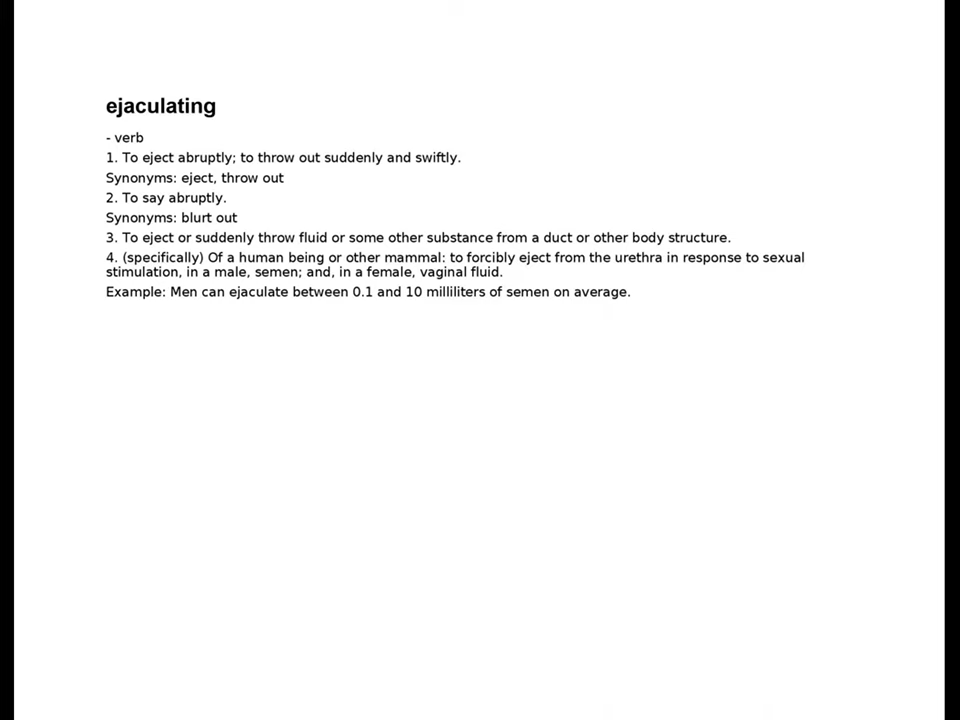 ejaculating
- verb
1. To eject abruptly; to throw out suddenly and swiftly.
Synonyms: eject, throw out
2. To say abruptly.
Synonyms: blurt out
3. To eject or suddenly throw fluid or some other substance from a duct or other body structure.
4. (specifically) Of a human being or other mammal: to forcibly eject from the urethra in response to sexual
stimulation, in a male, semen; and, in a female, vaginal fluid.
Example: Men can ejaculate between 0.1 and 10 milliliters of semen on average.